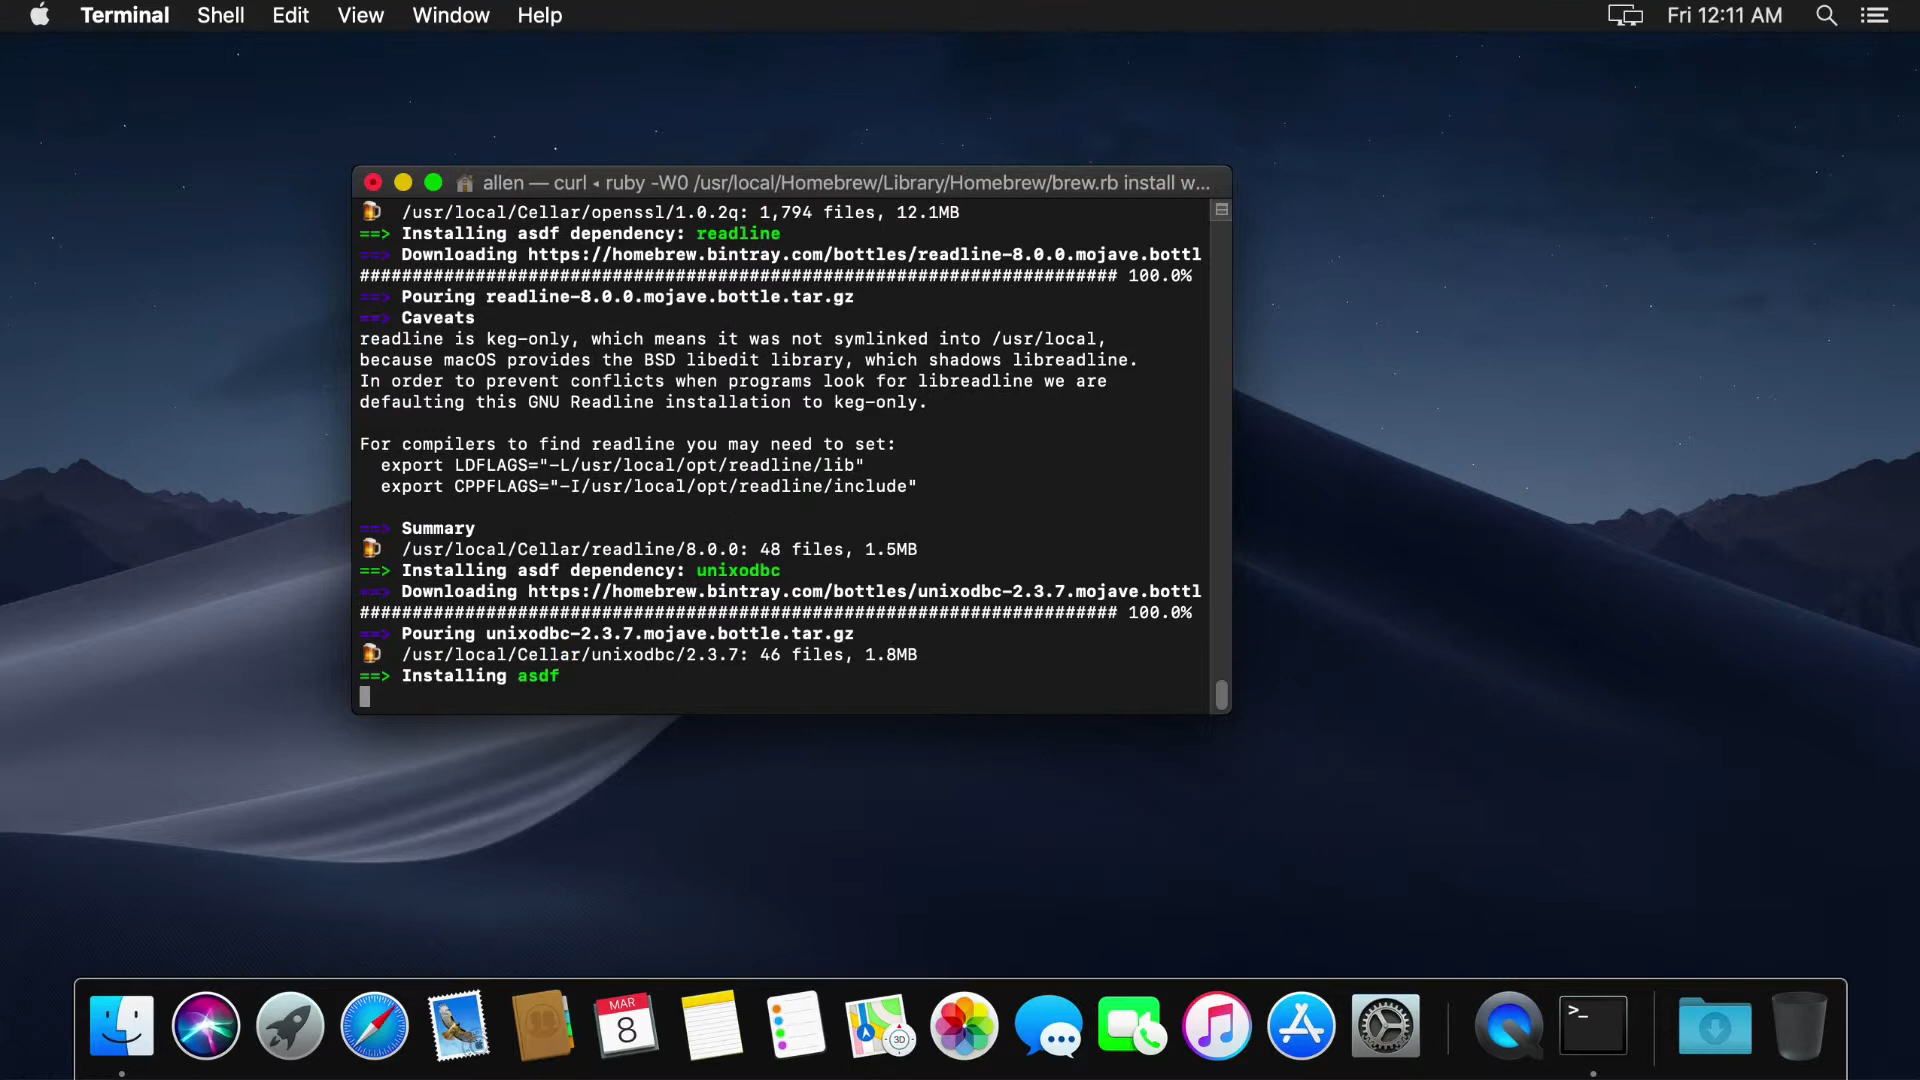 Terminal Shell Edit View Window Help Fri 12:11 AM
allen — curl ◂ ruby -W0 /usr/local/Homebrew/Library/Homebrew/brew.rb install w...
/usr/local/Cellar/openssl/1.0.2q: 1,794 files, 12.1MB
==> Installing asdf dependency: readline
==> Downloading https://homebrew.bintray.com/bottles/readline-8.0.0.mojave.bottl
######################################################################## 100.0%
==> Pouring readline-8.0.0.mojave.bottle.tar.gz
==> Caveats
readline is keg-only, which means it was not symlinked into /usr/local,
because macOS provides the BSD libedit library, which shadows libreadline.
In order to prevent conflicts when programs look for libreadline we are
defaulting this GNU Readline installation to keg-only.
For compilers to find readline you may need to set:
export LDFLAGS="-L/usr/local/opt/readline/lib"
export CPPFLAGS="-I/usr/local/opt/readline/include"
==> Summary
/usr/local/Cellar/readline/8.0.0: 48 files, 1.5MB
==> Installing asdf dependency: unixodbc
==> Downloading https://homebrew.bintray.com/bottles/unixodbc-2.3.7.mojave.bottl
######################################################################## 100.0%
==> Pouring unixodbc-2.3.7.mojave.bottle.tar.gz
/usr/local/Cellar/unixodbc/2.3.7: 46 files, 1.8MB
==> Installing asdf
MAR
8
3D
>_